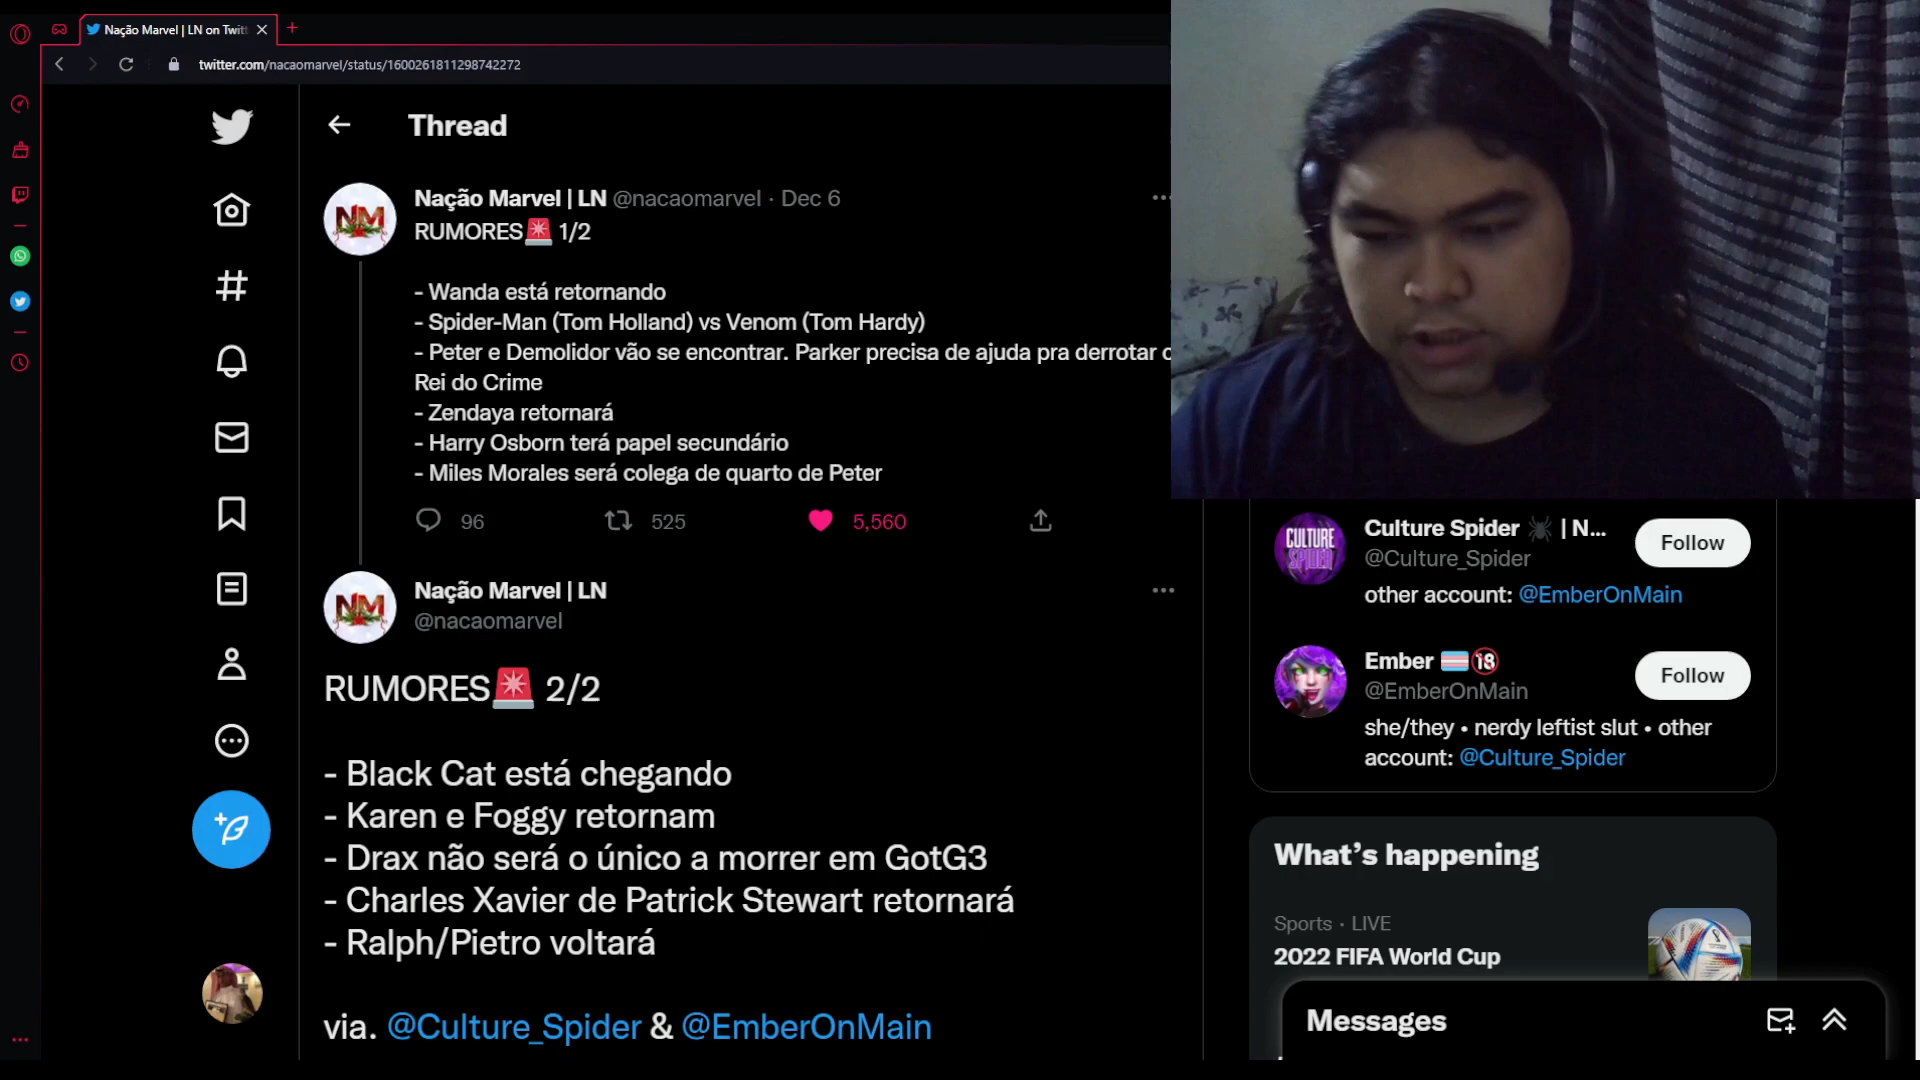 Nação Marvel | LN on Twit
twitter.com/nacaomarvel/status/1600261811298742272
Thread
Nação Marvel | LN @nacaomarvel · Dec 6
RUMORES🚨 1/2
- Wanda está retornando
- Spider-Man (Tom Holland) vs Venom (Tom Hardy)
- Peter e Demolidor vão se encontrar. Parker precisa de ajuda pra derrotar
Rei do Crime
- Zendaya retornará
- Harry Osborn terá papel secundário
- Miles Morales será colega de quarto de Peter
96 525 5,560
Nação Marvel | LN
@nacaomarvel
RUMORES🚨 2/2
- Black Cat está chegando
- Karen e Foggy retornam
- Drax não será o único a morrer em GotG3
- Charles Xavier de Patrick Stewart retornará
- Ralph/Pietro voltará
via. @Culture_Spider & @EmberOnMain
NM
NM
CULTURE
SPIDER
Culture Spider 🕷 | N...
@Culture_Spider
other account: @EmberOnMain
Follow
Ember 🏳️‍⚧️🔞
@EmberOnMain
she/they • nerdy leftist slut • other
account: @Culture_Spider
Follow
What's happening
Sports · LIVE
2022 FIFA World Cup
Messages